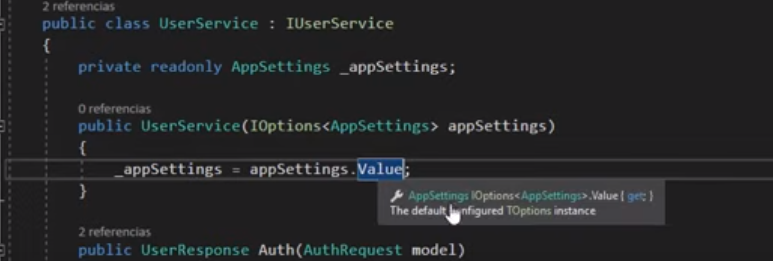 2 referencias
public class UserService : IUserService
{
private readonly AppSettings _appSettings;
0 referencias
public UserService(IOptions<AppSettings> appSettings)
{
_appSettings = appSettings.Value;
}
AppSettings IOptions<AppSettings>.Value { get; }
The default configured TOptions instance
2 referencias
public UserResponse Auth(AuthRequest model)